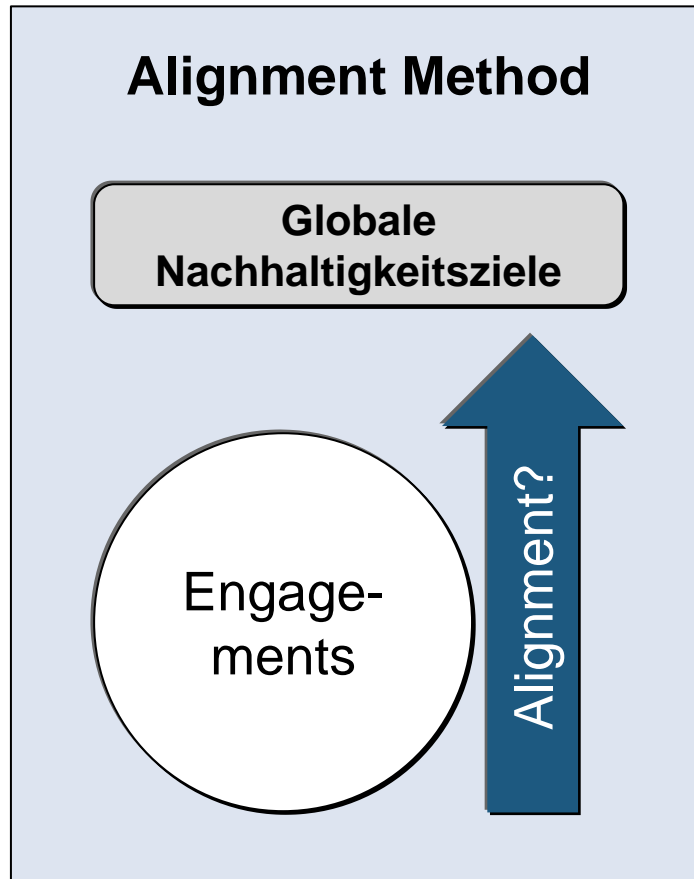 Alignment Method
Globale
Nachhaltigkeitsziele
Engage-
ments
Alignment?